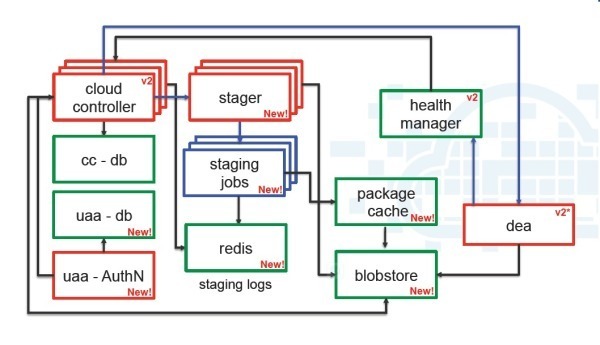 v2
cloud
controller
stager
New!
v2
health
manager
cc - db
staging
jobs
New!
package
cache
New!
uaa - db
New!
v2*
dea
redis
New!
uaa - AuthN
New!
blobstore
New!
staging logs